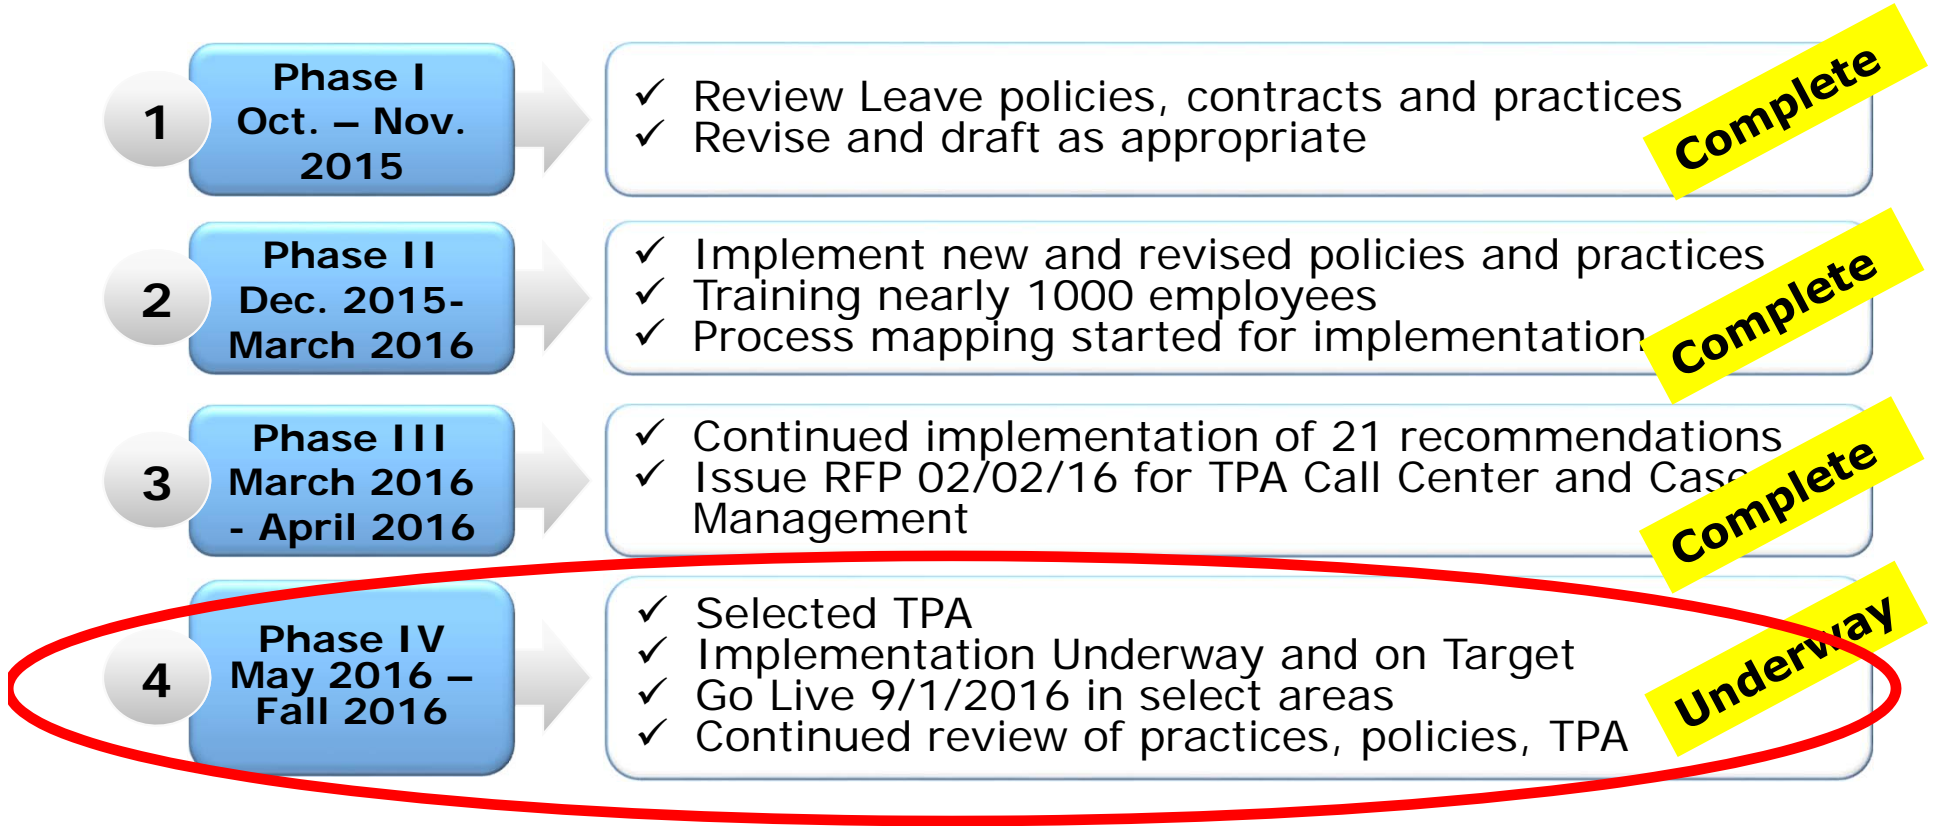 1
Phase I
Oct. – Nov.
2015
✓ Review Leave policies, contracts and practices
✓ Revise and draft as appropriate
Complete
2
Phase II
Dec. 2015-
March 2016
✓ Implement new and revised policies and practices
✓ Training nearly 1000 employees
✓ Process mapping started for implementation
Complete
3
Phase III
March 2016
- April 2016
✓ Continued implementation of 21 recommendations
✓ Issue RFP 02/02/16 for TPA Call Center and Case
Management
Complete
4
Phase IV
May 2016 –
Fall 2016
✓ Selected TPA
✓ Implementation Underway and on Target
✓ Go Live 9/1/2016 in select areas
✓ Continued review of practices, policies, TPA
Underway